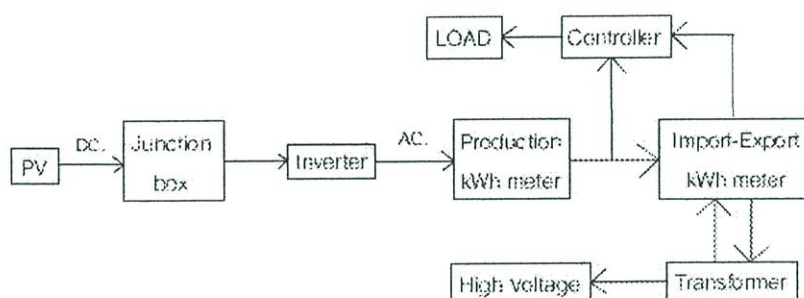 LOAD
Controller
DC.
AC.
PV
Junction
box
Inverter
Production
kWh meter
Import-Export
kWh meter
High Voltage
Transformer